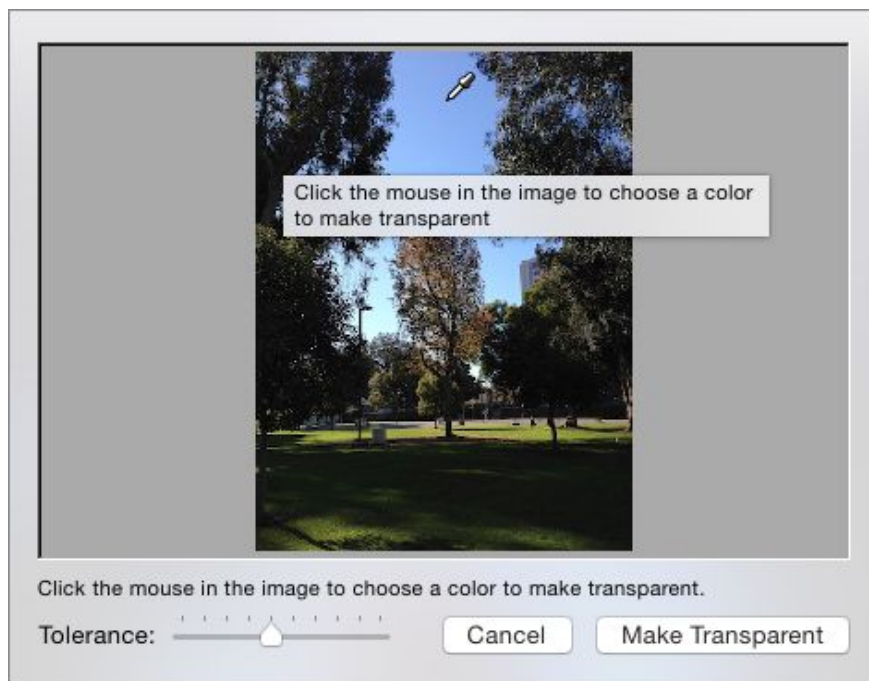 Click the mouse in the image to choose a color
to make transparent
Click the mouse in the image to choose a color to make transparent.
Tolerance:
Cancel
Make Transparent